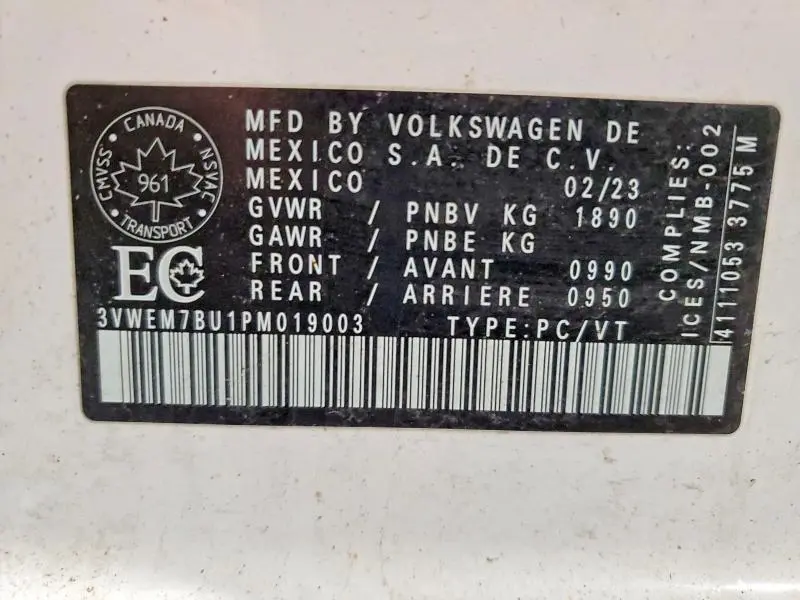 CANADA
CMVSS
NSVAC
961
TRANSPORT
EC
MFD BY VOLKSWAGEN DE
MEXICO S.A. DE C.V.
MEXICO 02/23
GVWR / PNBV KG 1890
GAWR / PNBE KG
FRONT / AVANT 0990
REAR / ARRIÈRE 0950
3VWEM7BU1PM019003 TYPE:PC/VT
COMPLIES:
ICES/NMB-002
4111053 3775 M